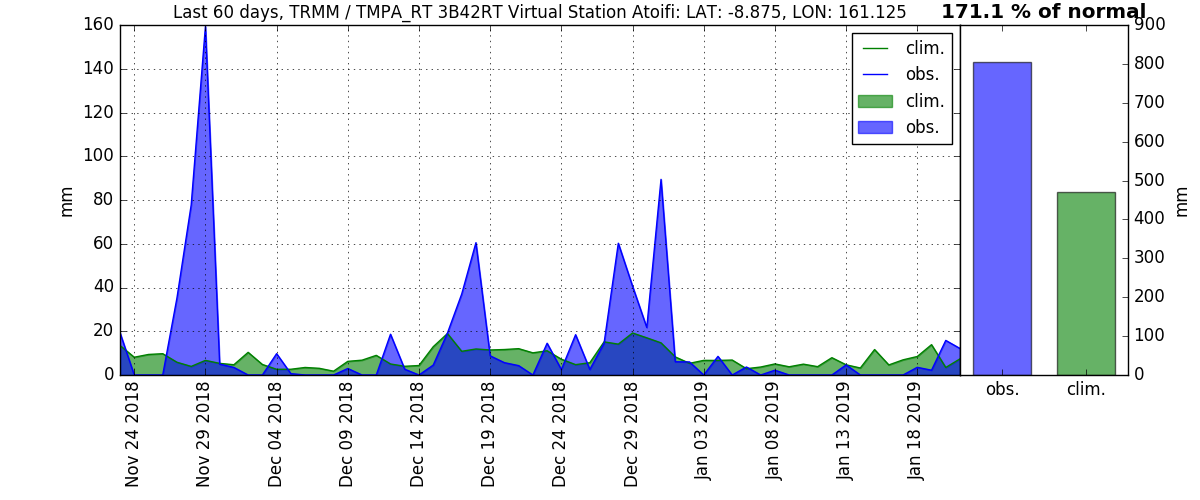 Last 60 days, TRMM / TMPA_RT 3B42RT Virtual Station Atoifi: LAT: -8.875, LON: 161.125
171.1 % of normal
160
140
120
100
80
60
40
20
0
mm
clim.
obs.
clim.
obs.
Nov 24 2018
Nov 29 2018
Dec 04 2018
Dec 09 2018
Dec 14 2018
Dec 19 2018
Dec 24 2018
Dec 29 2018
Jan 03 2019
Jan 08 2019
Jan 13 2019
Jan 18 2019
900
800
700
600
500
400
300
200
100
0
mm
obs.
clim.